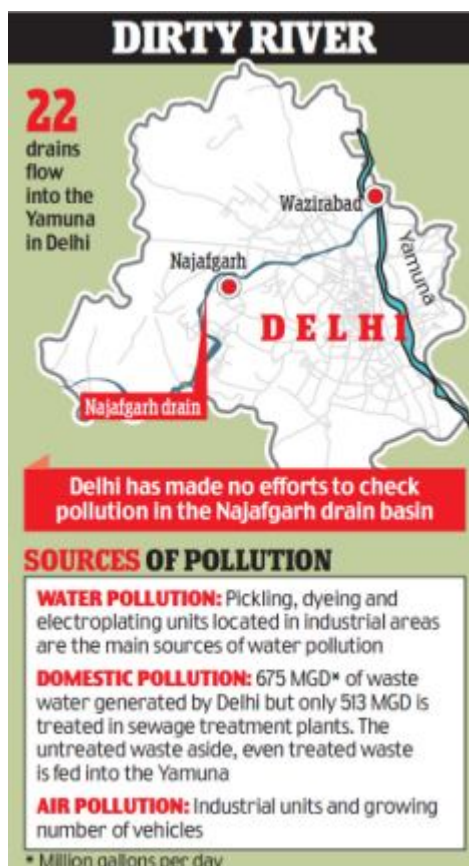 DIRTY RIVER
22
drains
flow
into the
Yamuna
in Delhi
Wazirabad
Najafgarh
Yamuna
DELHI
Najafgarh drain
Delhi has made no efforts to check
pollution in the Najafgarh drain basin
SOURCES OF POLLUTION
WATER POLLUTION: Pickling, dyeing and
electroplating units located in industrial areas
are the main sources of water pollution
DOMESTIC POLLUTION: 675 MGD* of waste
water generated by Delhi but only 513 MGD is
treated in sewage treatment plants. The
untreated waste aside, even treated waste
is fed into the Yamuna
AIR POLLUTION: Industrial units and growing
number of vehicles
* Million gallons per day